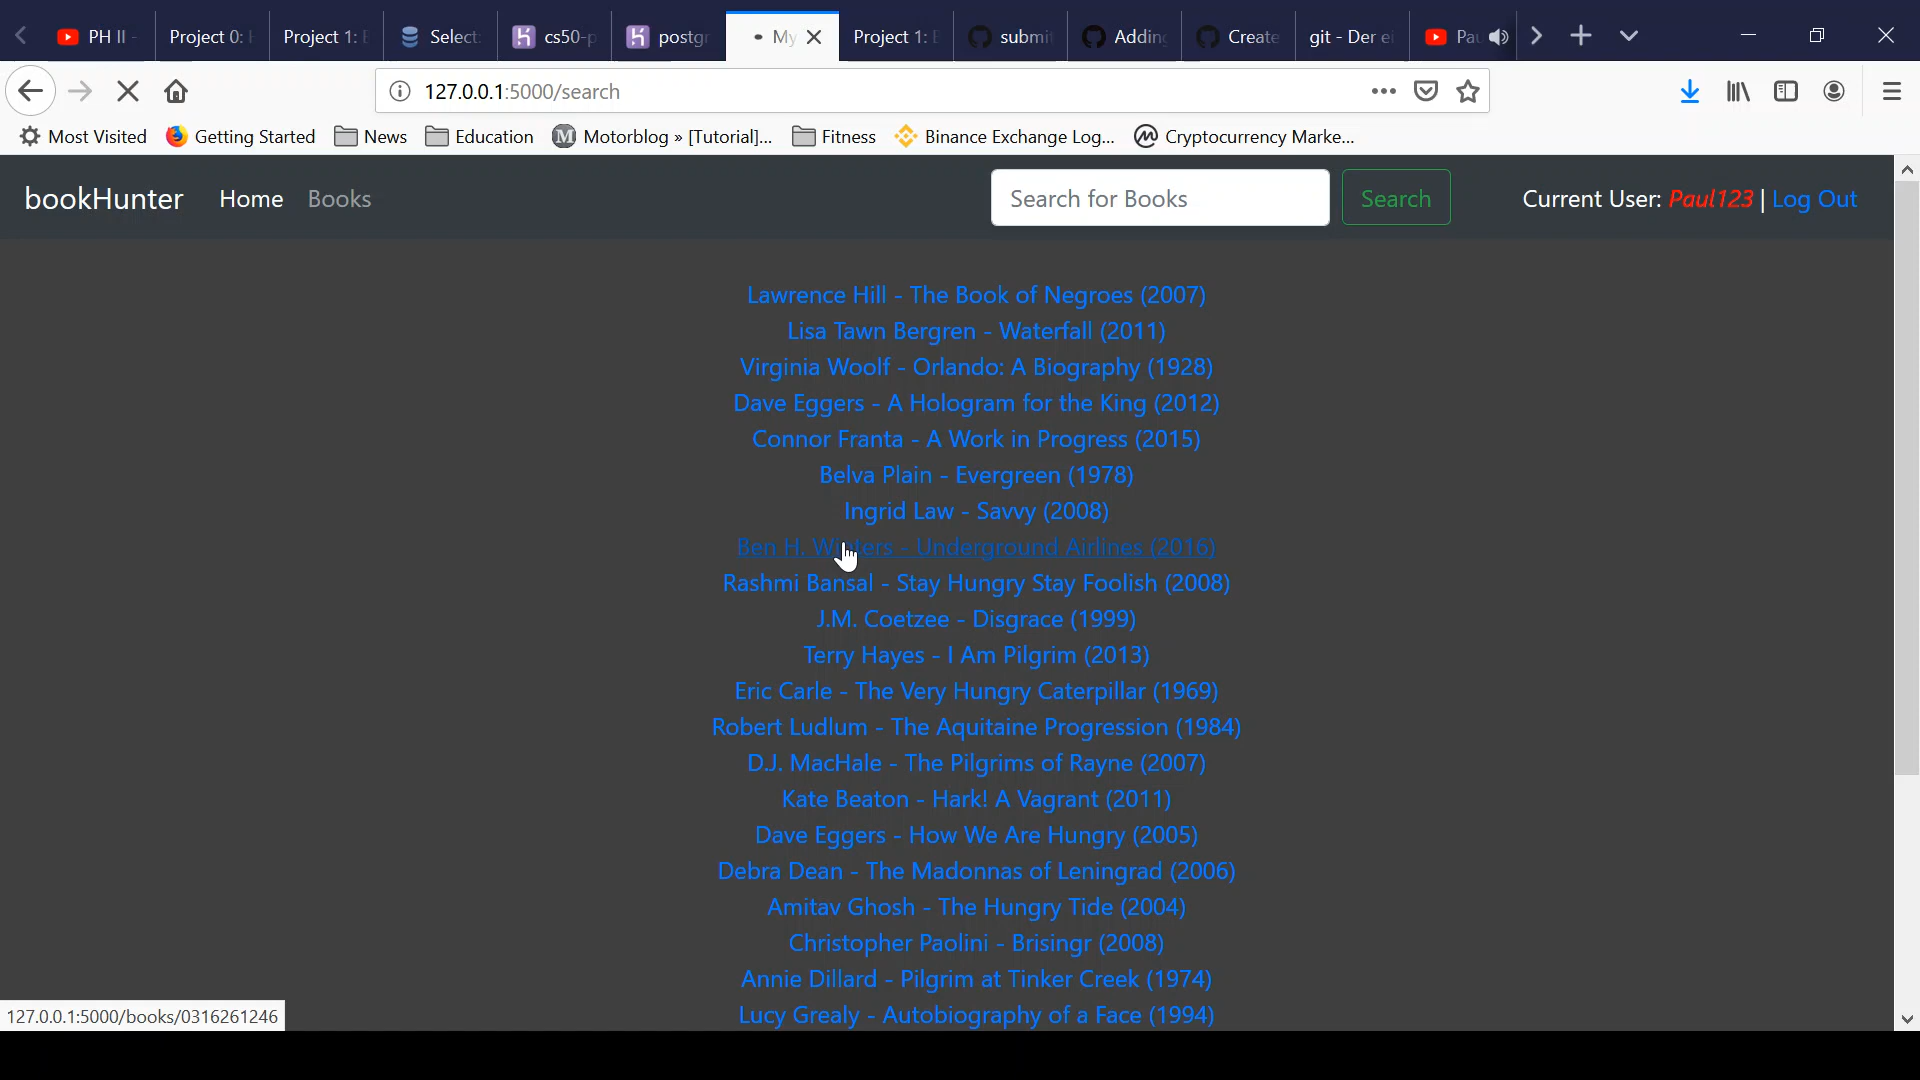 PH II - Project 0: Project 1: Select cs50-p postgr My Project 1: submi Adding Create git - Der ei Pau
127.0.0.1:5000/search
Most Visited Getting Started News Education Motorblog » [Tutorial]... Fitness Binance Exchange Log... Cryptocurrency Marke...
bookHunter Home Books Search for Books Search Current User: Paul123 | Log Out
Lawrence Hill - The Book of Negroes (2007)
Lisa Tawn Bergren - Waterfall (2011)
Virginia Woolf - Orlando: A Biography (1928)
Dave Eggers - A Hologram for the King (2012)
Connor Franta - A Work in Progress (2015)
Belva Plain - Evergreen (1978)
Ingrid Law - Savvy (2008)
Ben H. Winters - Underground Airlines (2016)
Rashmi Bansal - Stay Hungry Stay Foolish (2008)
J.M. Coetzee - Disgrace (1999)
Terry Hayes - I Am Pilgrim (2013)
Eric Carle - The Very Hungry Caterpillar (1969)
Robert Ludlum - The Aquitaine Progression (1984)
D.J. MacHale - The Pilgrims of Rayne (2007)
Kate Beaton - Hark! A Vagrant (2011)
Dave Eggers - How We Are Hungry (2005)
Debra Dean - The Madonnas of Leningrad (2006)
Amitav Ghosh - The Hungry Tide (2004)
Christopher Paolini - Brisingr (2008)
Annie Dillard - Pilgrim at Tinker Creek (1974)
Lucy Grealy - Autobiography of a Face (1994)
127.0.0.1:5000/books/0316261246